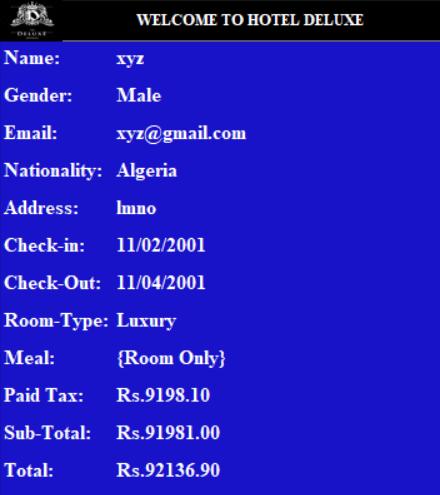 WELCOME TO HOTEL DELUXE
DELUXE
Name: xyz
Gender: Male
Email: xyz@gmail.com
Nationality: Algeria
Address: lmno
Check-in: 11/02/2001
Check-Out: 11/04/2001
Room-Type: Luxury
Meal: {Room Only}
Paid Tax: Rs.9198.10
Sub-Total: Rs.91981.00
Total: Rs.92136.90